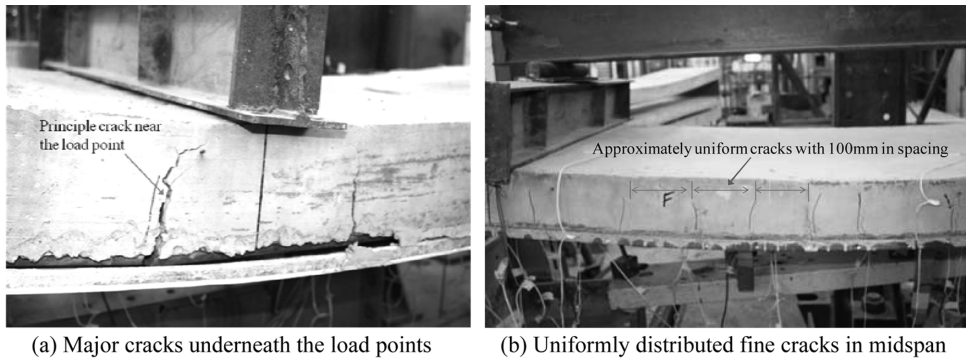 Principle crack near
the load point
Approximately uniform cracks with 100mm in spacing
F
(a) Major cracks underneath the load points
(b) Uniformly distributed fine cracks in midspan